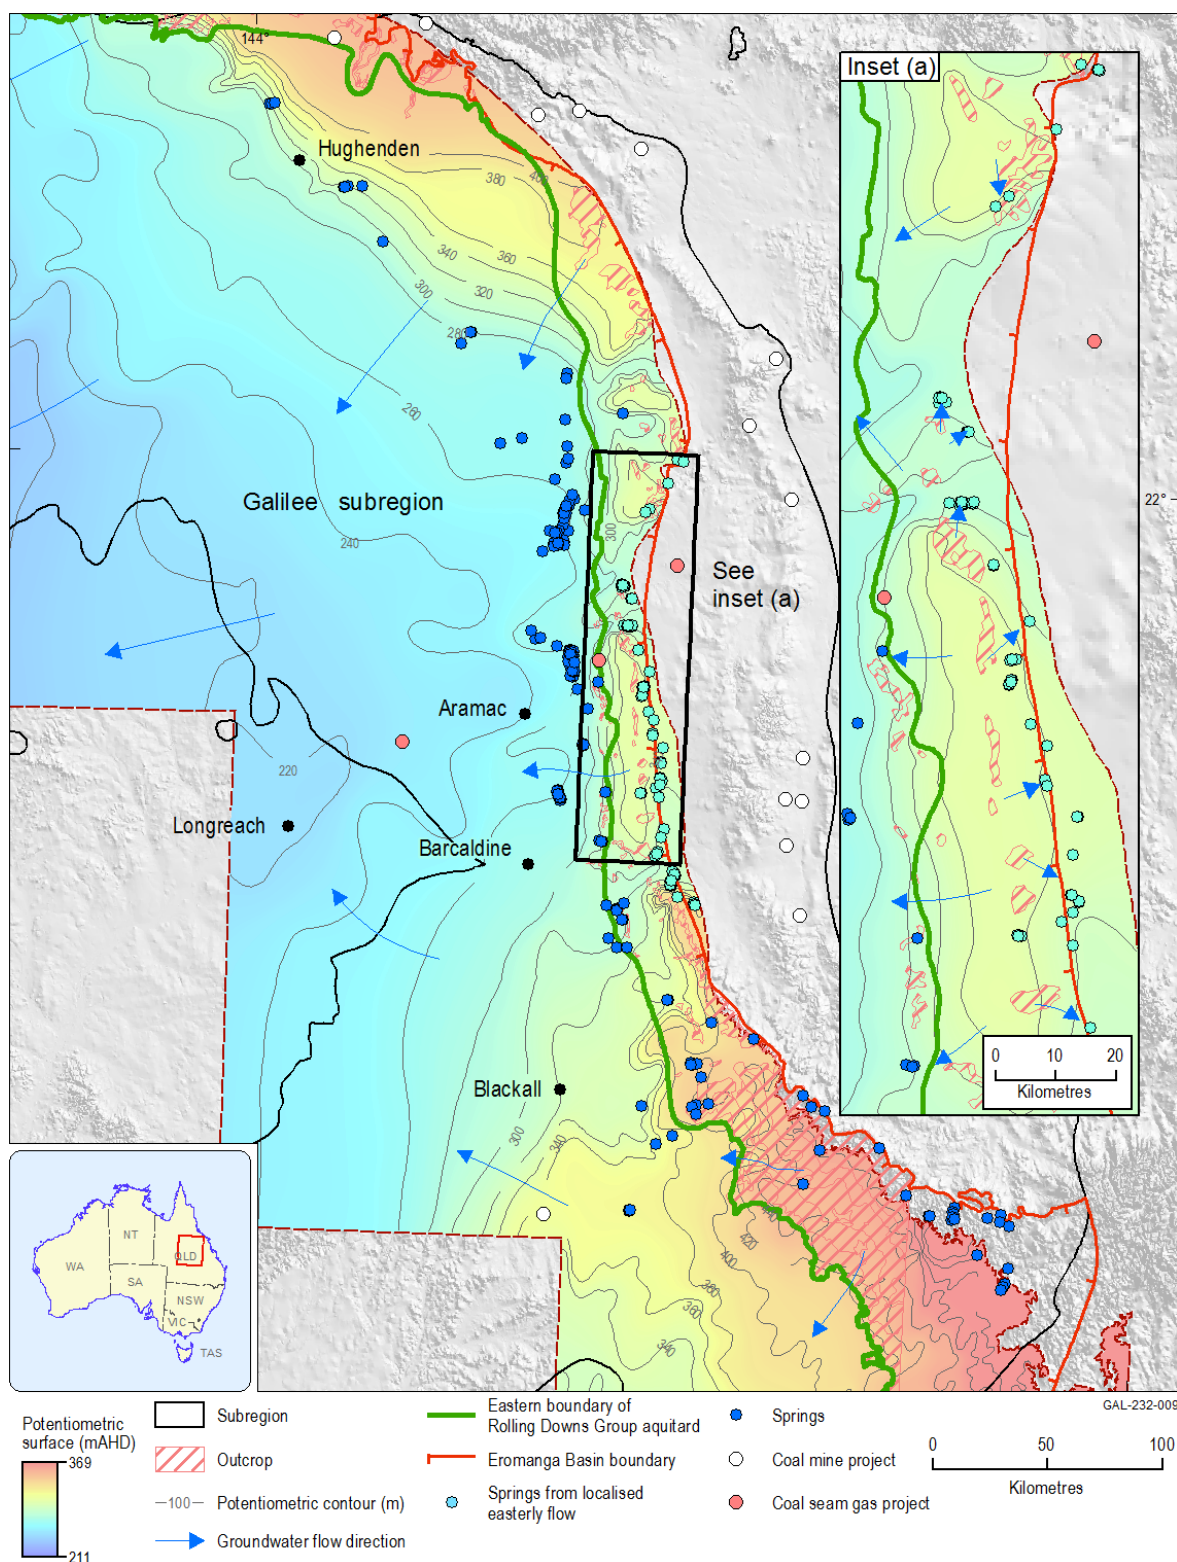 144°
Inset (a)
Hughenden
380
400
340
360
300
320
280
260
22°
Galilee subregion
300
240
See
inset (a)
Aramac
220
Longreach
Barcaldine
0 10 20
Kilometres
Blackall
300
340
440
420
400
380
360
340
NT
QLD
WA
SA
NSW
VIC
TAS
GAL-232-009
Potentiometric
surface (mAHD)
369
211
Subregion
Outcrop
—100— Potentiometric contour (m)
Groundwater flow direction
Eastern boundary of
Rolling Downs Group aquitard
Eromanga Basin boundary
Springs from localised
easterly flow
Springs
Coal mine project
Coal seam gas project
0 50 100
Kilometres